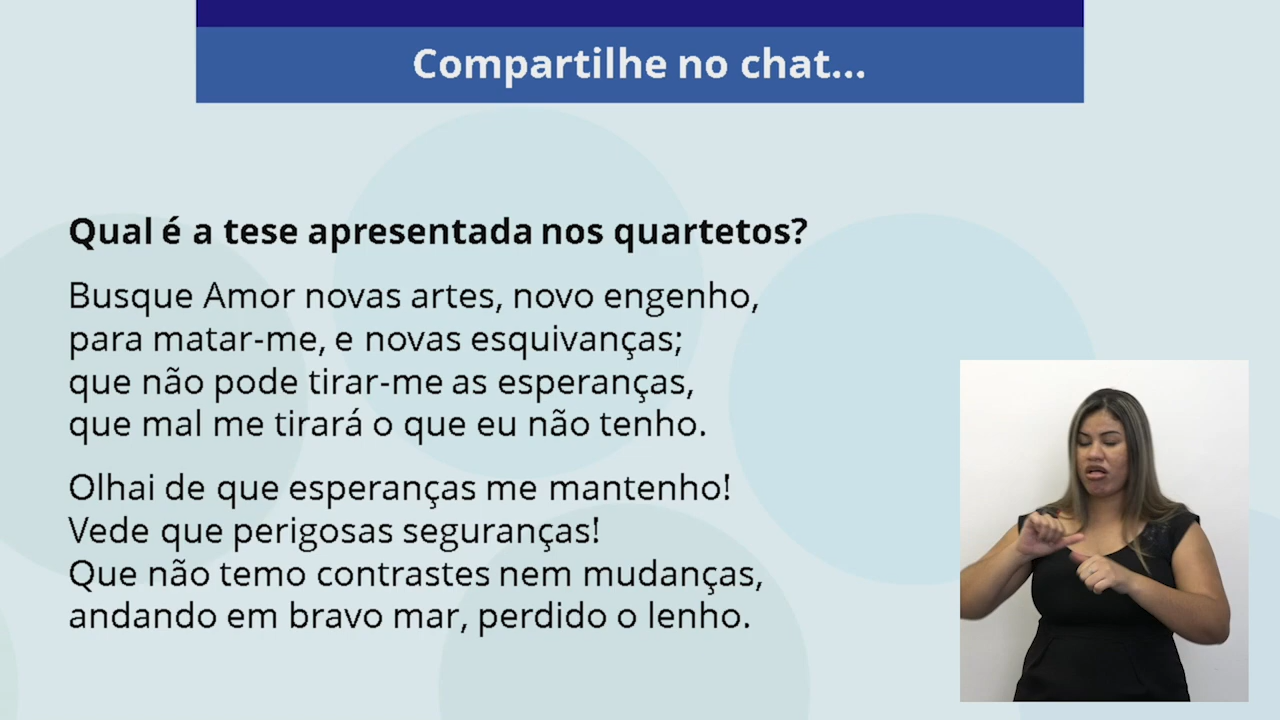 Compartilhe no chat...
Qual é a tese apresentada nos quartetos?
Busque Amor novas artes, novo engenho,
para matar-me, e novas esquivanças;
que não pode tirar-me as esperanças,
que mal me tirará o que eu não tenho.
Olhai de que esperanças me mantenho!
Vede que perigosas seguranças!
Que não temo contrastes nem mudanças,
andando em bravo mar, perdido o lenho.